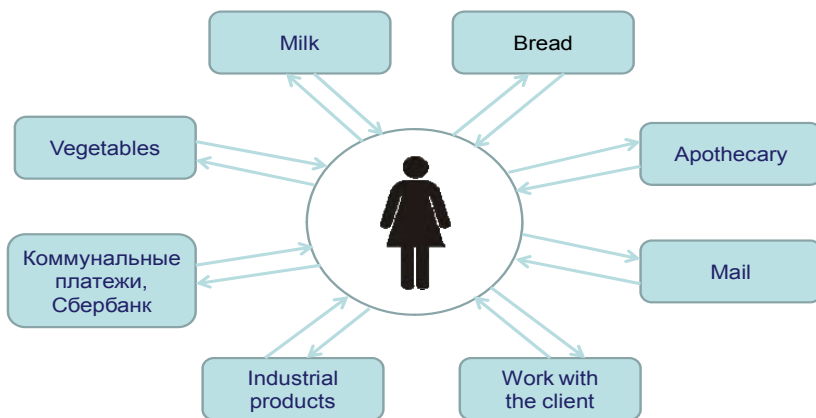 Milk
Bread
Vegetables
Apothecary
Коммунальные
платежи,
Сбербанк
Mail
Industrial
products
Work with
the client